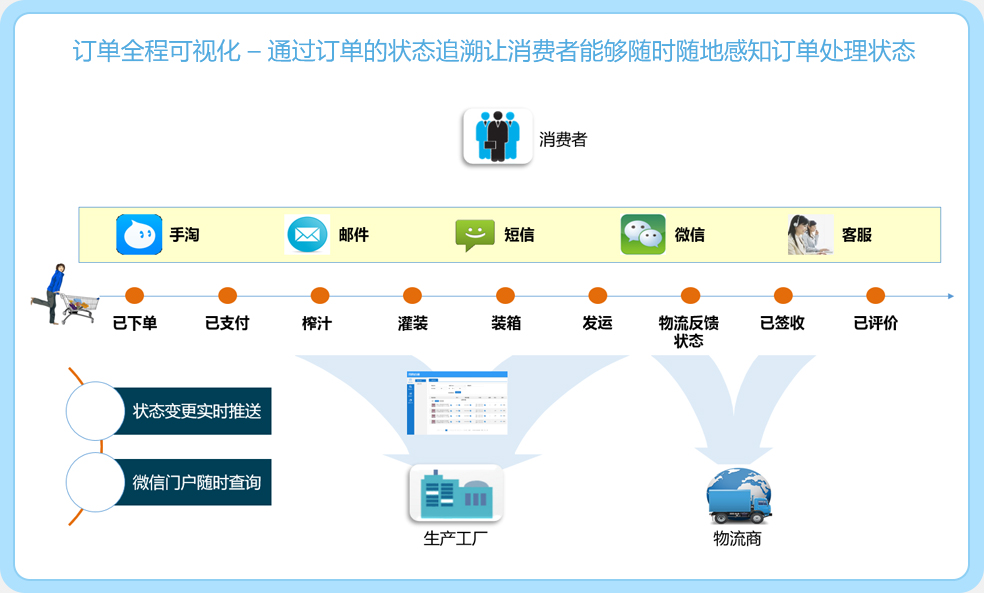 订单全程可视化 – 通过订单的状态追溯让消费者能够随时随地感知订单处理状态
消费者
手淘
邮件
短信
微信
客服
已下单
已支付
榨汁
灌装
装箱
发运
物流反馈
状态
已签收
已评价
状态变更实时推送
微信门户随时查询
生产工厂
物流商